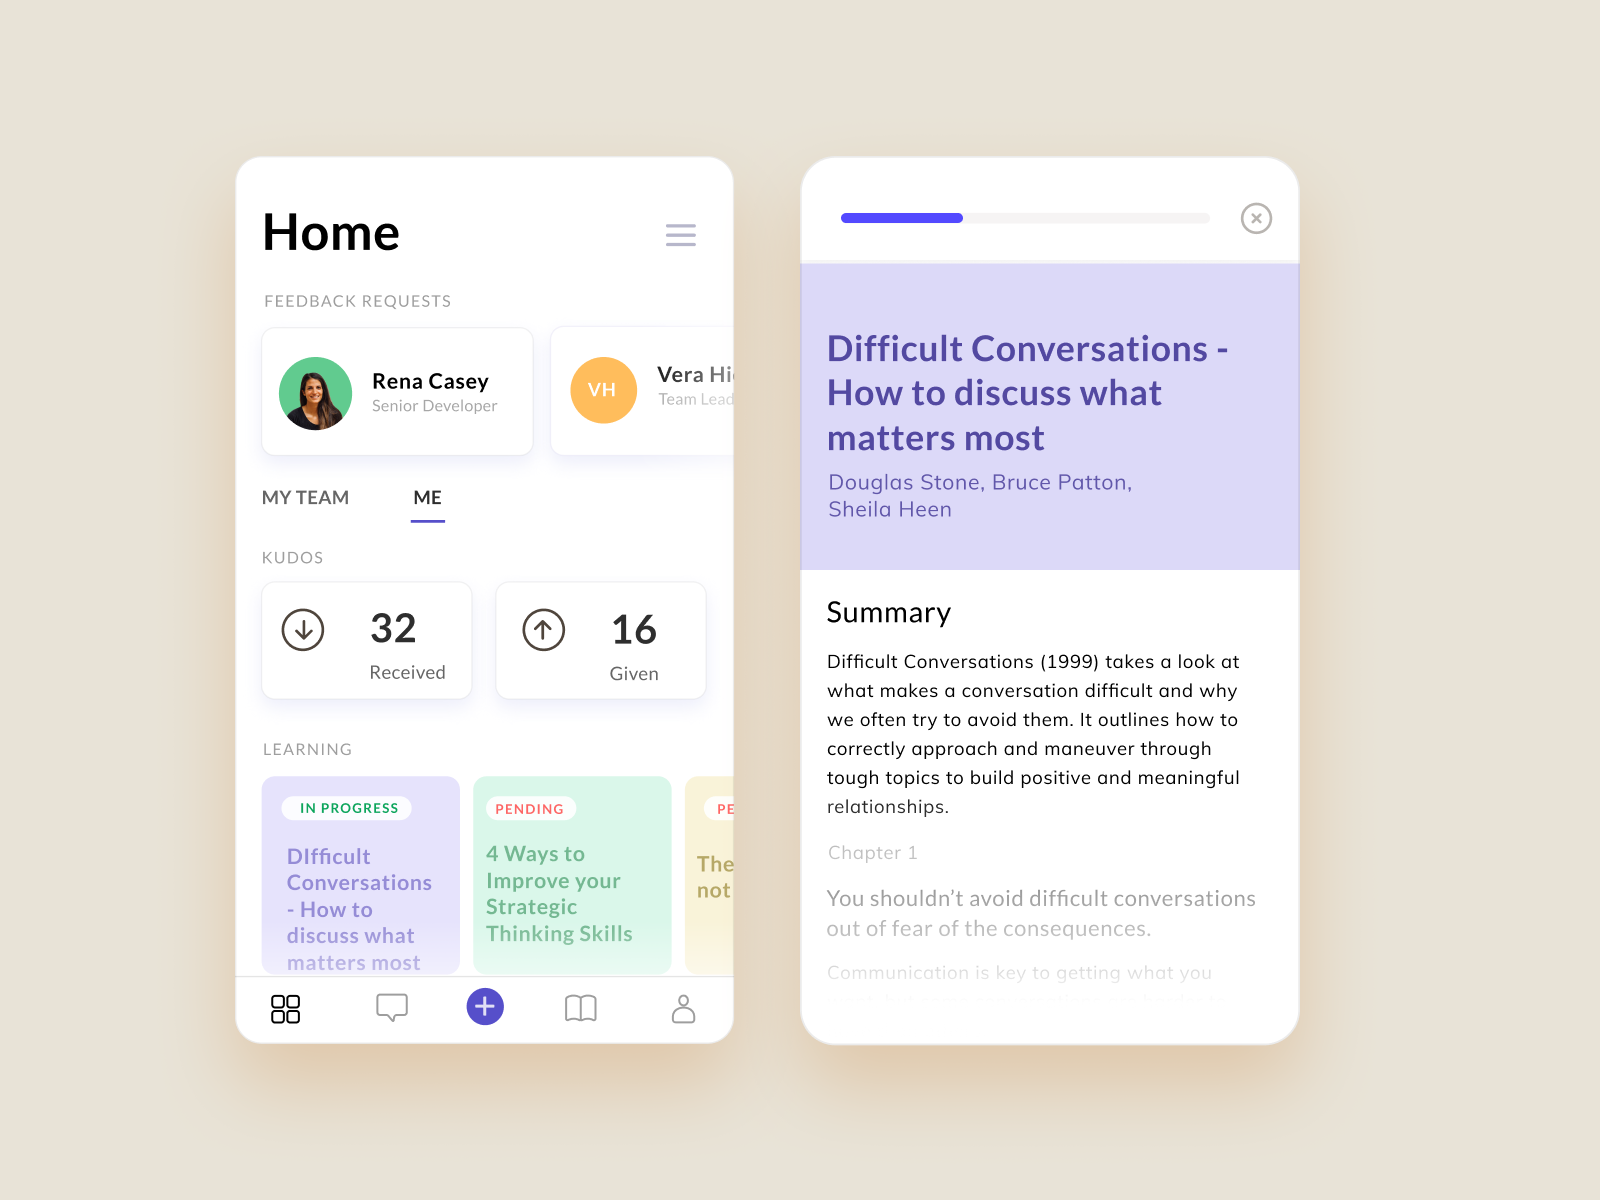 Home
FEEDBACK REQUESTS
Rena Casey
Senior Developer
VH
Vera Hi
Team Lead
MY TEAM
ME
KUDOS
32
Received
16
Given
LEARNING
IN PROGRESS
DIfficult
Conversations
- How to
discuss what
matters most
PENDING
4 Ways to
Improve your
Strategic
Thinking Skills
PE
The
not
Difficult Conversations -
How to discuss what
matters most
Douglas Stone, Bruce Patton,
Sheila Heen
Summary
Difficult Conversations (1999) takes a look at
what makes a conversation difficult and why
we often try to avoid them. It outlines how to
correctly approach and maneuver through
tough topics to build positive and meaningful
relationships.
Chapter 1
You shouldn’t avoid difficult conversations
out of fear of the consequences.
Communication is key to getting what you